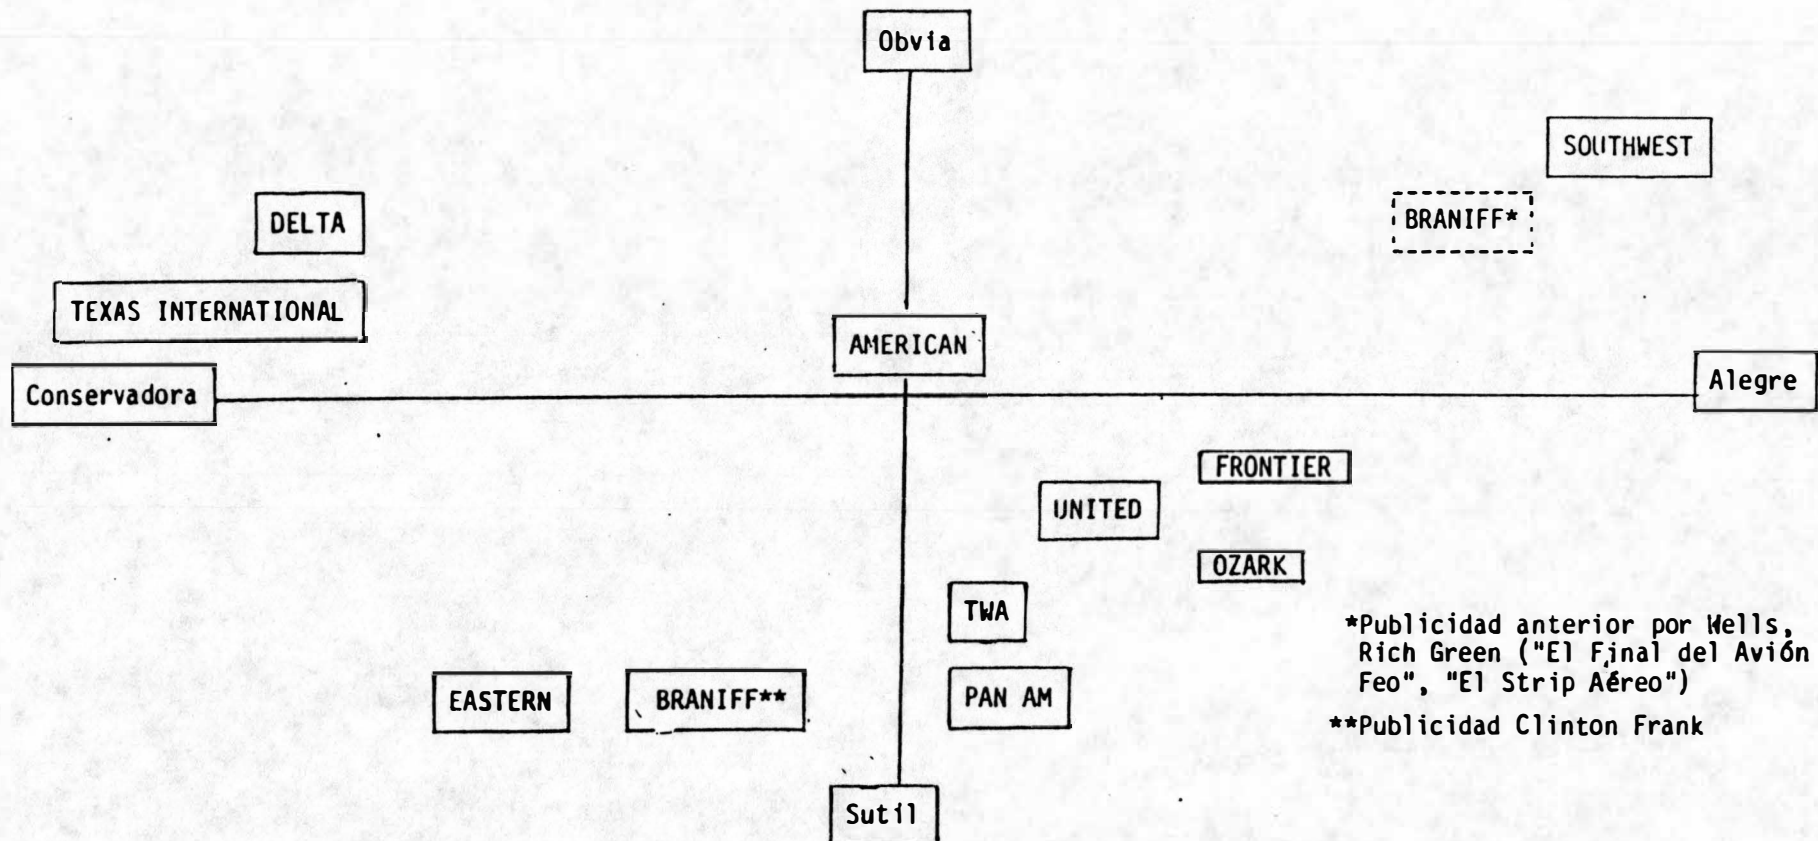 Obvia
SOUTHWEST
BRANIFF*
DELTA
TEXAS INTERNATIONAL
AMERICAN
Conservadora
Alegre
FRONTIER
UNITED
OZARK
TWA
EASTERN
BRANIFF**
PAN AM
*Publicidad anterior por Wells,
Rich Green ("El Final del Avión
Feo", "El Strip Aéreo")
**Publicidad Clinton Frank
Sutil